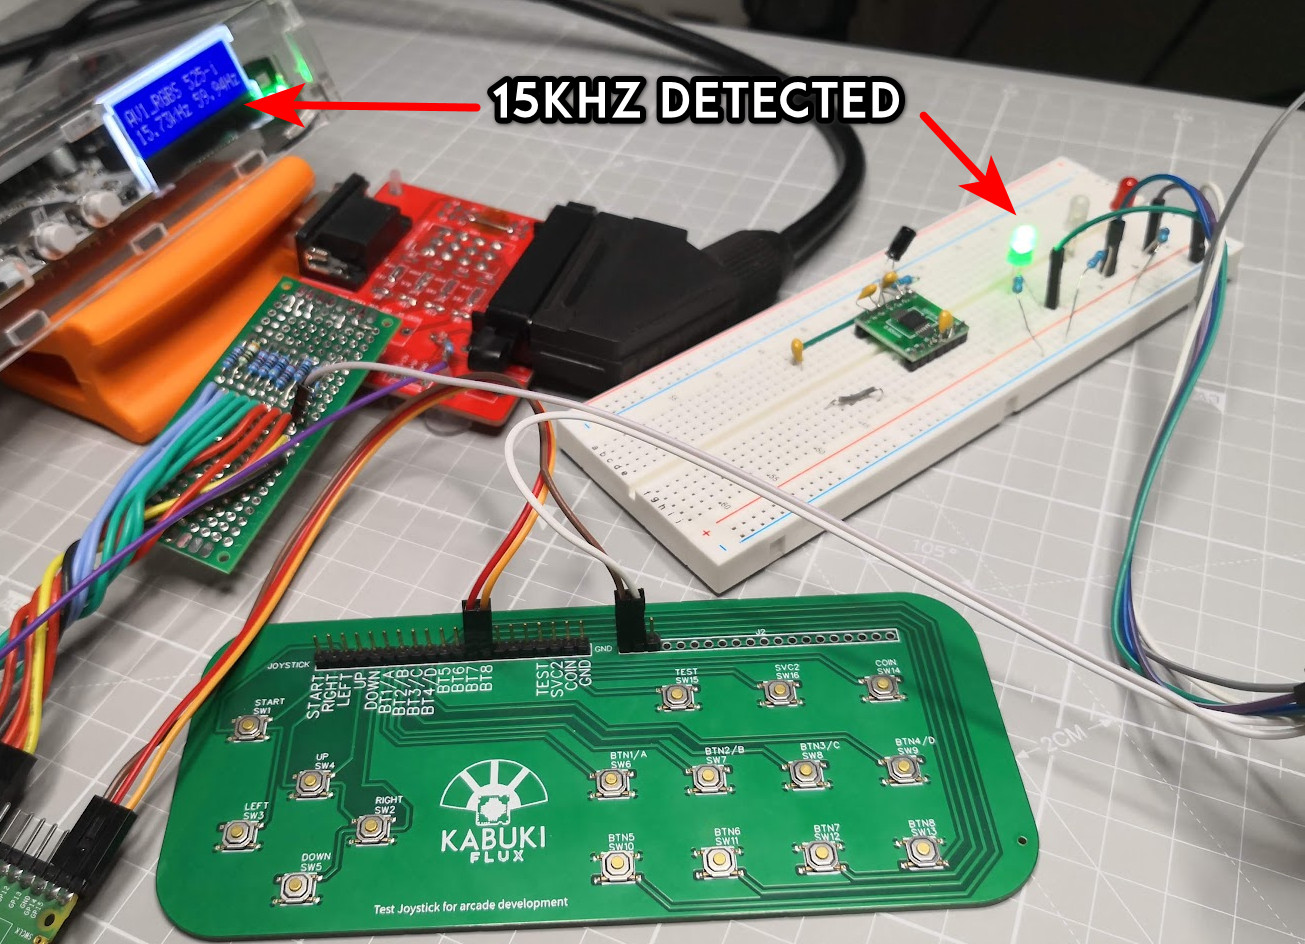 15KHZ DETECTED
AV1_RGBS 525-i
15.73kHz 59.94Hz
105°
2CM
JOYSTICK
START
RIGHT
LEFT
UP
DOWN
BT1/A
BT2/B
BT3/C
BT4/D
BT5
BT6
BT7
BT8
TEST
SVC2
COIN
GND
GND
J2
TEST
SW15
SVC2
SW16
COIN
SW14
START
SW1
UP
SW4
LEFT
SW3
RIGHT
SW2
DOWN
SW5
BTN1/A
SW6
BTN2/B
SW7
BTN3/C
SW8
BTN4/D
SW9
BTN5
SW10
BTN6
SW11
BTN7
SW12
BTN8
SW13
KABUKI
FLUX
Test Joystick for arcade development
SWCLK